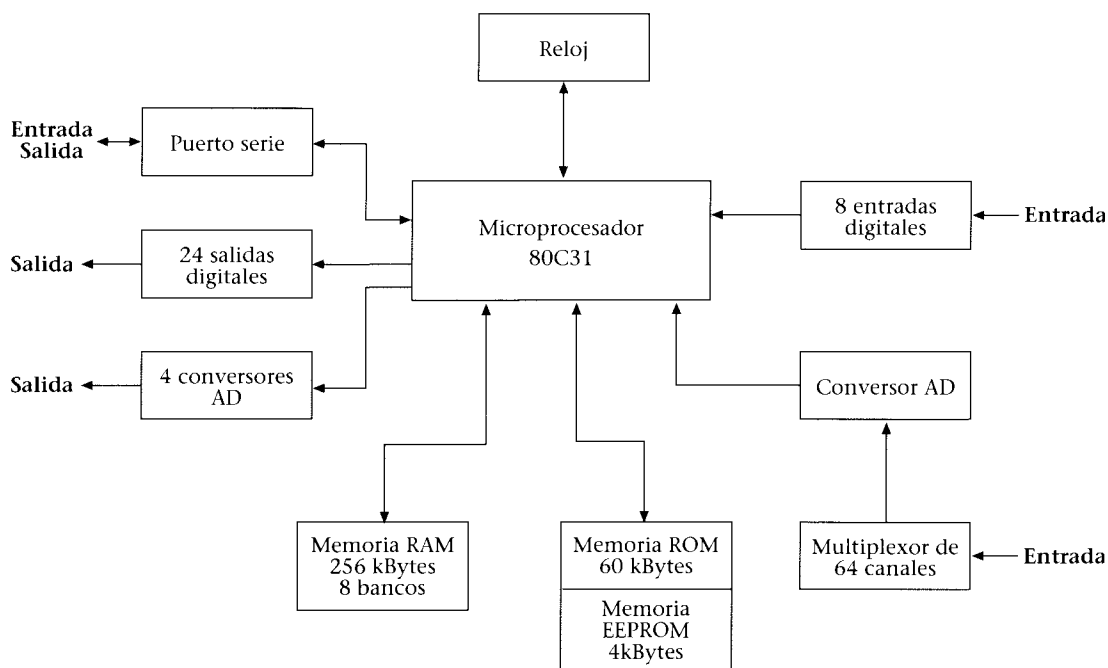 Reloj
Entrada
Salida
Puerto serie
Microprocesador
80C31
8 entradas
digitales
Entrada
Salida
24 salidas
digitales
Salida
4 conversores
AD
Conversor AD
Memoria RAM
256 kBytes
8 bancos
Memoria ROM
60 kBytes
Memoria
EEPROM
4kBytes
Multiplexor de
64 canales
Entrada